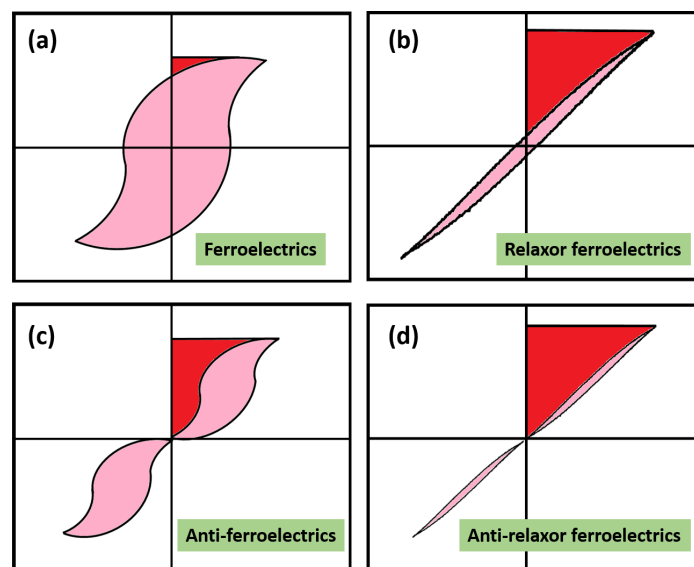 (a)
Ferroelectrics
(b)
Relaxor ferroelectrics
(c)
Anti-ferroelectrics
(d)
Anti-relaxor ferroelectrics